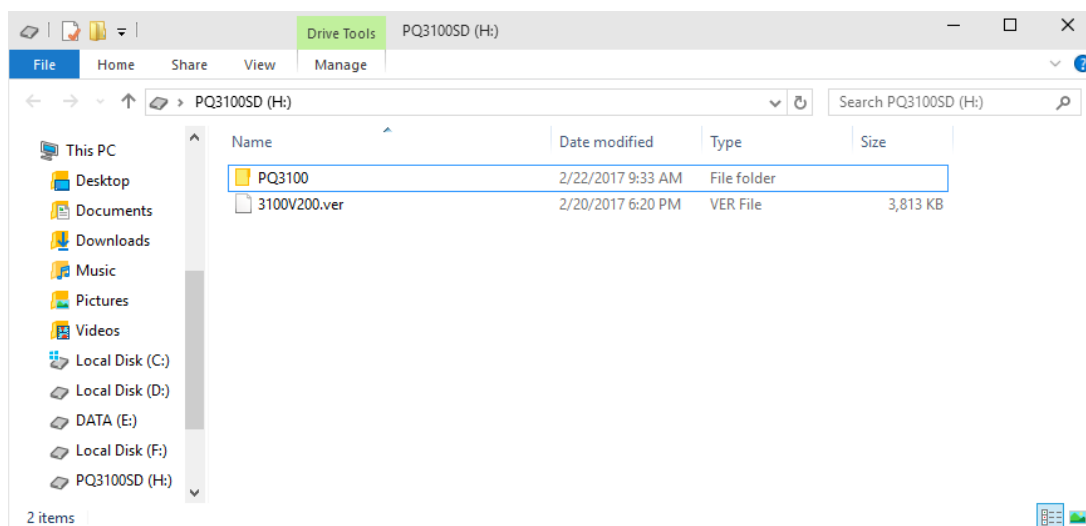 Drive Tools PQ3100SD (H:)
File Home Share View Manage
PQ3100SD (H:) Search PQ3100SD (H:)
Name Date modified Type Size
This PC
Desktop
Documents
Downloads
Music
Pictures
Videos
Local Disk (C:)
Local Disk (D:)
DATA (E:)
Local Disk (F:)
PQ3100SD (H:)
PQ3100 2/22/2017 9:33 AM File folder
3100V200.ver 2/20/2017 6:20 PM VER File 3,813 KB
2 items